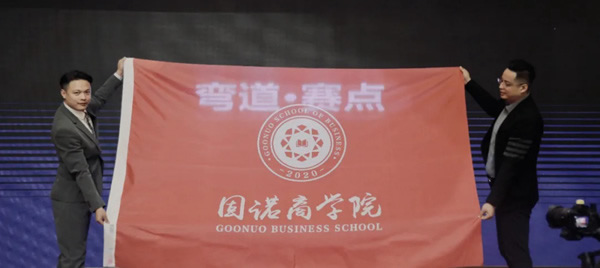 弯道·赛点
GOONUO SCHOOL OF BUSINESS
2020
国诺商学院
GOONUO BUSINESS SCHOOL